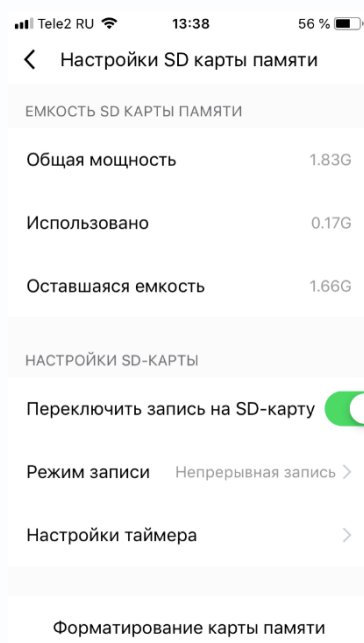 Tele2 RU 13:38 56 %
Настройки SD карты памяти
ЕМКОСТЬ SD КАРТЫ ПАМЯТИ
Общая мощность 1.83G
Использовано 0.17G
Оставшаяся емкость 1.66G
НАСТРОЙКИ SD-КАРТЫ
Переключить запись на SD-карту
Режим записи Непрерывная запись
Настройки таймера
Форматирование карты памяти